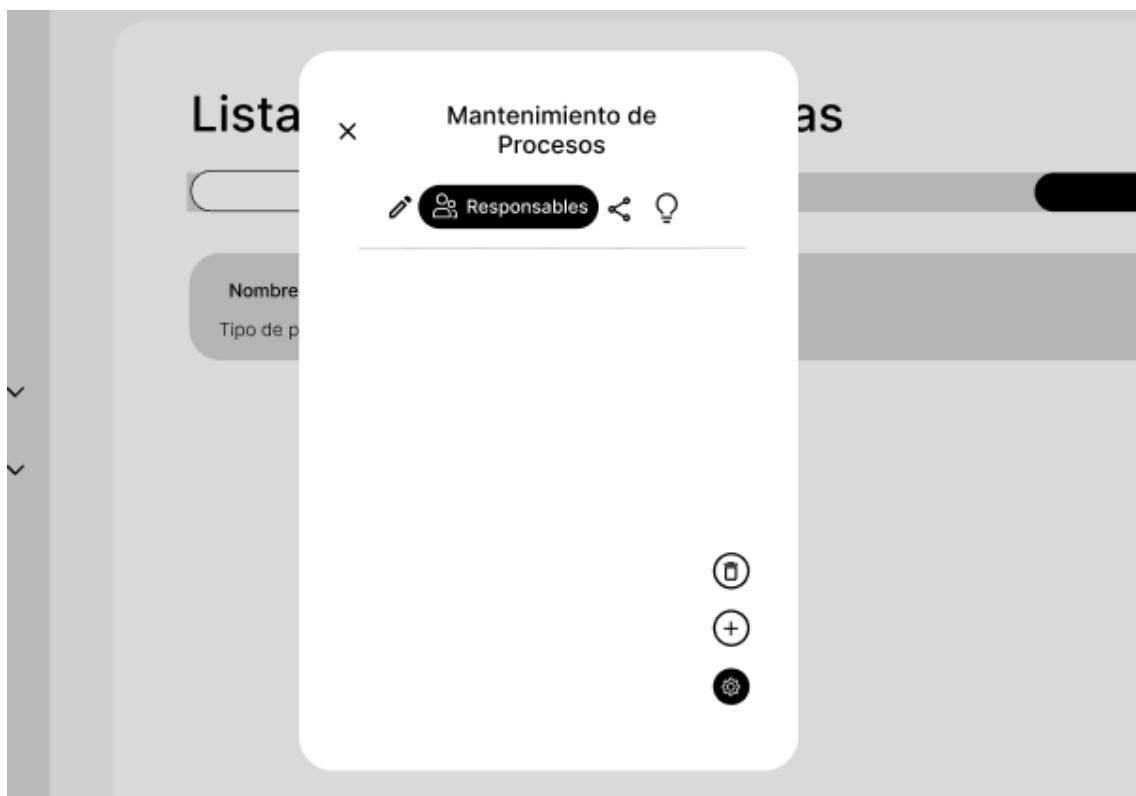 Lista
as
Mantenimiento de
Procesos
Responsables
Nombre
Tipo de p